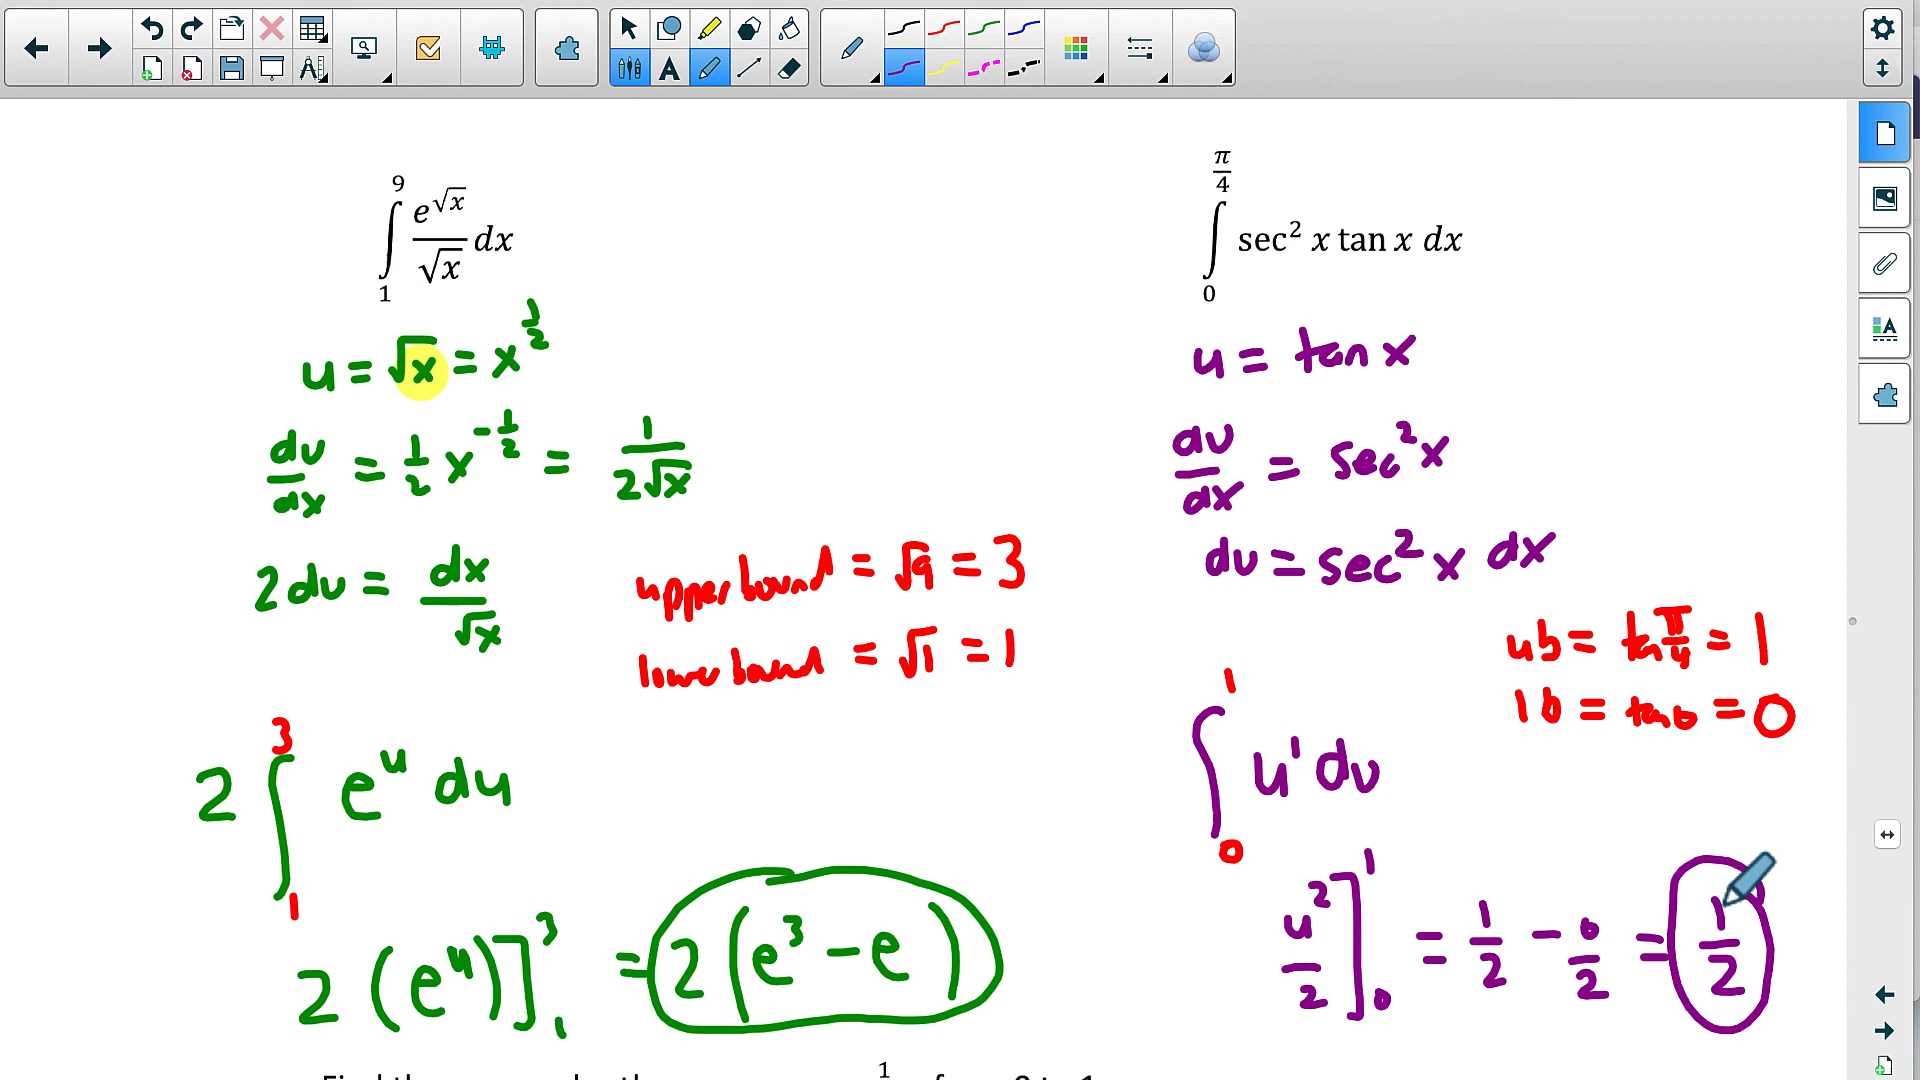 ∫₁⁹ e^√x / √x dx
u = √x = x^(1/2)
du/dx = 1/2 x^(-1/2) = 1/(2√x)
2du = dx/√x
upper bound = √9 = 3
lower bound = √1 = 1
2 ∫₁³ e^u du
2 (e^u)]₁³ = 2(e³ − e)
∫₀^(π/4) sec² x tan x dx
u = tan x
du/dx = sec² x
du = sec² x dx
ub = tan π/4 = 1
lb = tan 0 = 0
∫₀¹ u¹ du
u²/2 ]₀¹ = 1/2 − 0/2 = 1/2